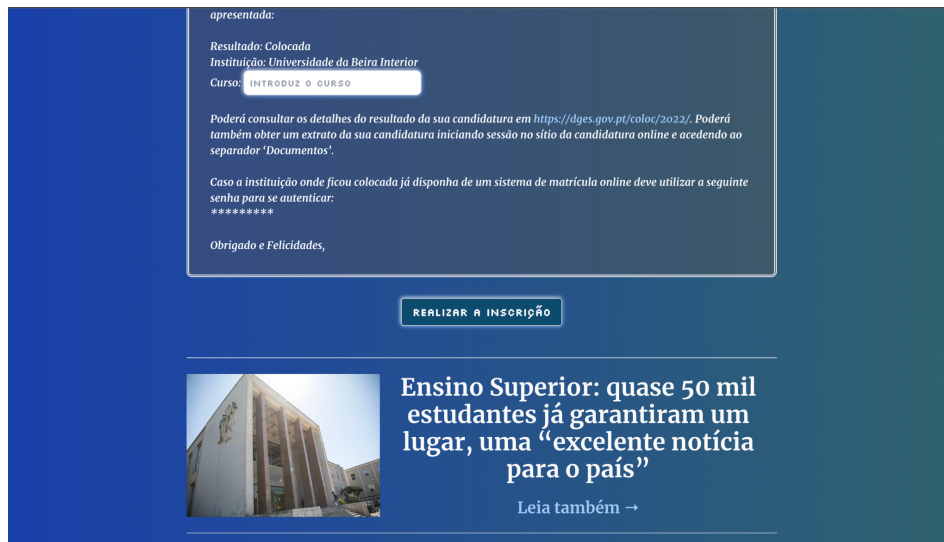 apresentada:
Resultado: Colocada
Instituição: Universidade da Beira Interior
Curso: INTRODUZ O CURSO
Poderá consultar os detalhes do resultado da sua candidatura em https://dges.gov.pt/coloc/2022/. Poderá
também obter um extrato da sua candidatura iniciando sessão no sítio da candidatura online e acedendo ao
separador ‘Documentos’.
Caso a instituição onde ficou colocada já disponha de um sistema de matrícula online deve utilizar a seguinte
senha para se autenticar:
*********
Obrigado e Felicidades,
REALIZAR A INSCRIÇÃO
Ensino Superior: quase 50 mil
estudantes já garantiram um
lugar, uma “excelente notícia
para o país”
Leia também →